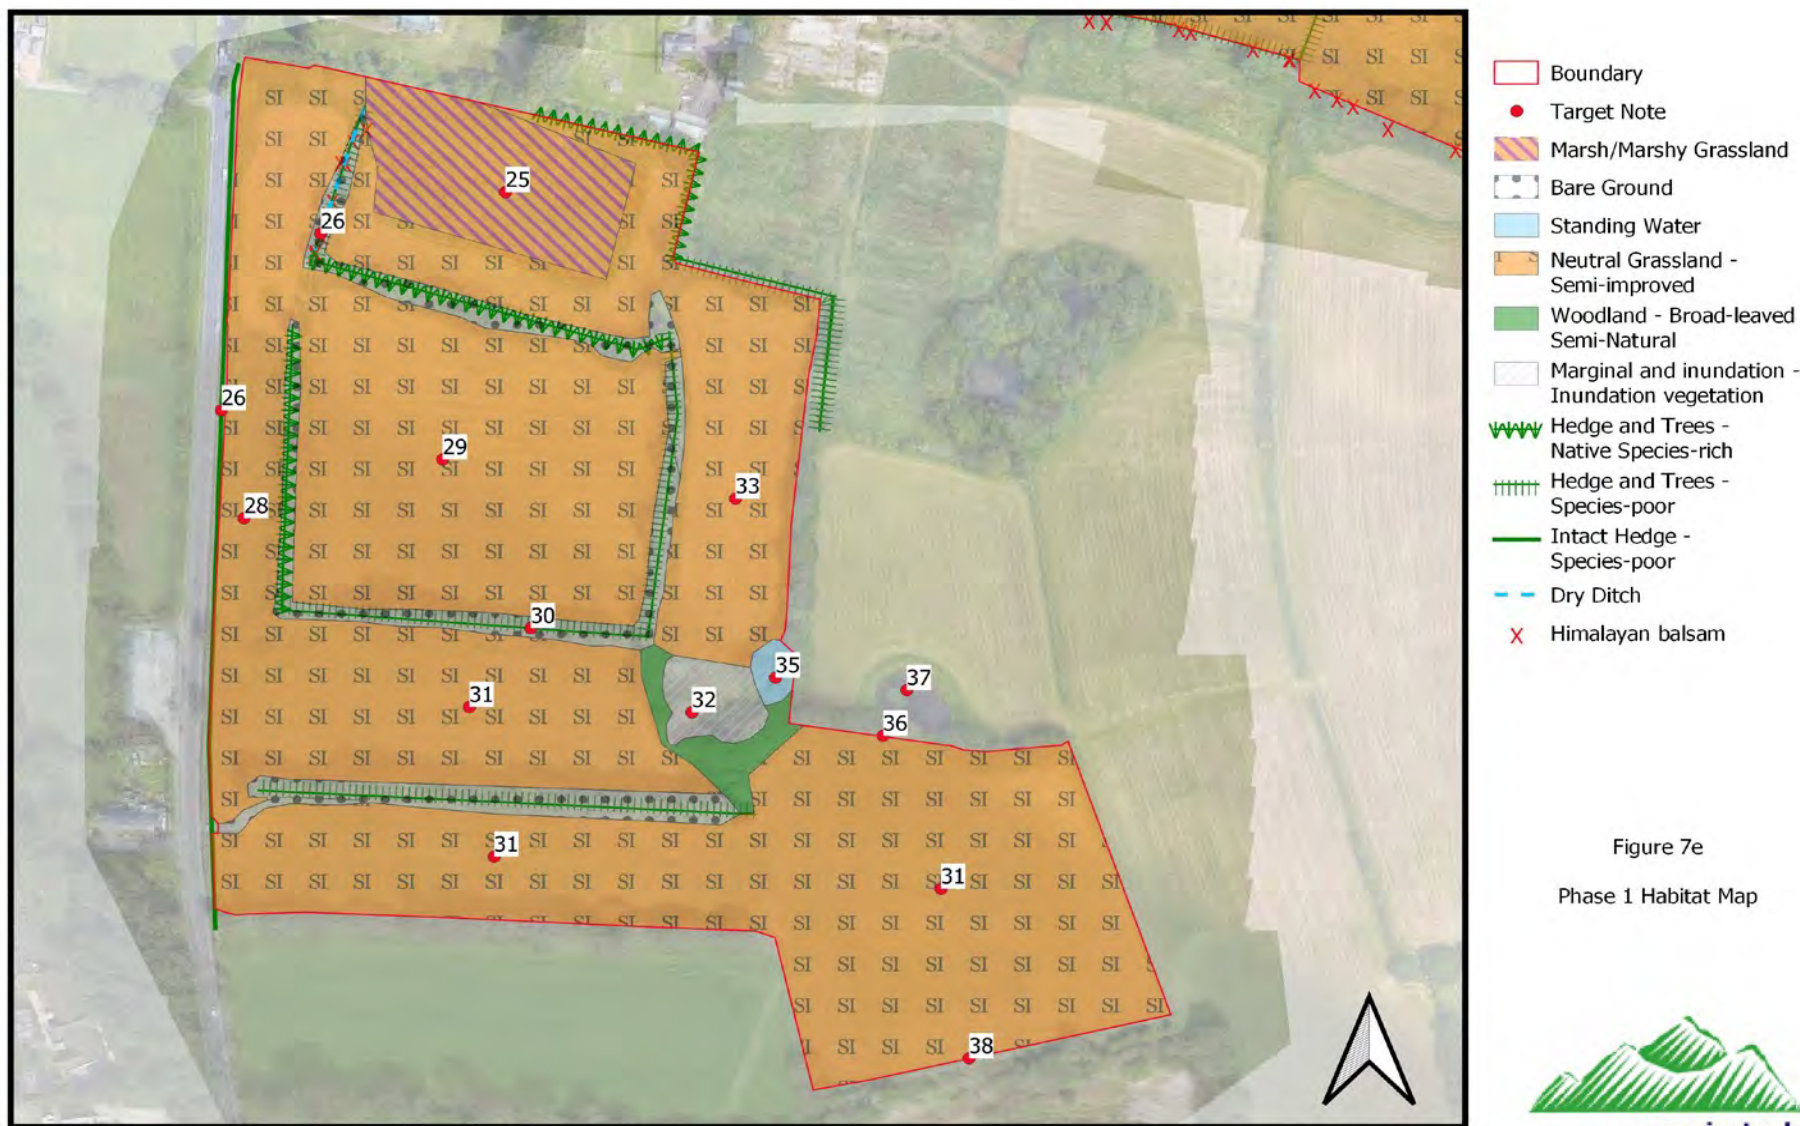 25
26
26
29
33
28
30
35
37
32
31
36
31
31
38
Boundary
Target Note
Marsh/Marshy Grassland
Bare Ground
Standing Water
Neutral Grassland -
Semi-improved
Woodland - Broad-leaved
Semi-Natural
Marginal and inundation -
Inundation vegetation
Hedge and Trees -
Native Species-rich
Hedge and Trees -
Species-poor
Intact Hedge -
Species-poor
Dry Ditch
Himalayan balsam
Figure 7e
Phase 1 Habitat Map